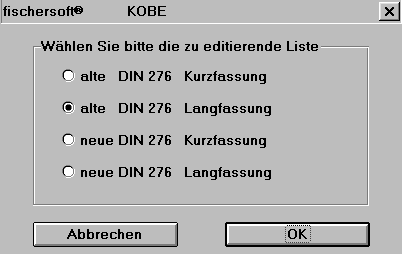 fischersoft® KOBE
Wählen Sie bitte die zu editierende Liste
alte DIN 276 Kurzfassung
alte DIN 276 Langfassung
neue DIN 276 Kurzfassung
neue DIN 276 Langfassung
Abbrechen OK